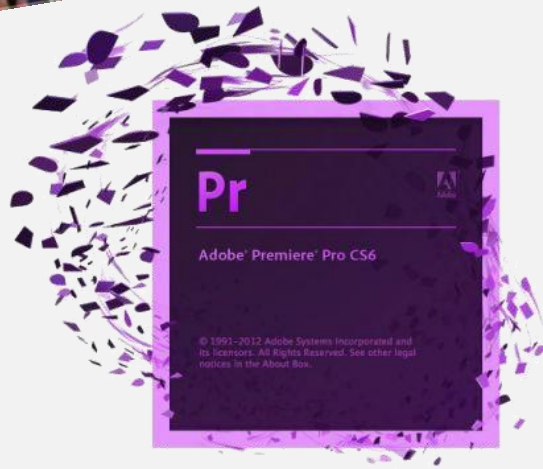 Pr
Adobe
Adobe® Premiere® Pro CS6
© 1991-2012 Adobe Systems Incorporated and
its licensors. All Rights Reserved. See other legal
notices in the About Box.